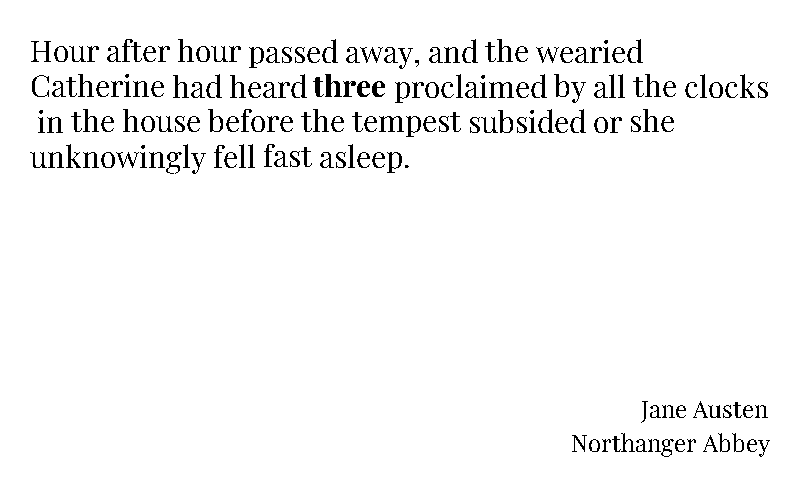 Hour after hour passed away, and the wearied
Catherine had heard three proclaimed by all the clocks
in the house before the tempest subsided or she
unknowingly fell fast asleep.
Jane Austen
Northanger Abbey